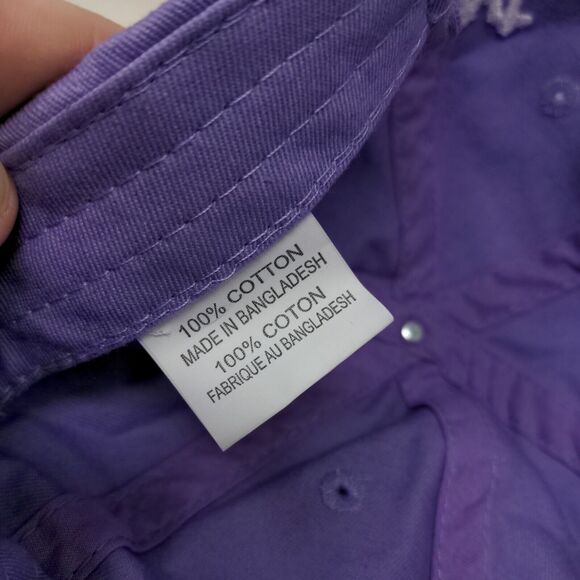 100% COTTON
MADE IN BANGLADESH
100% COTON
FABRIQUE AU BANGLADESH